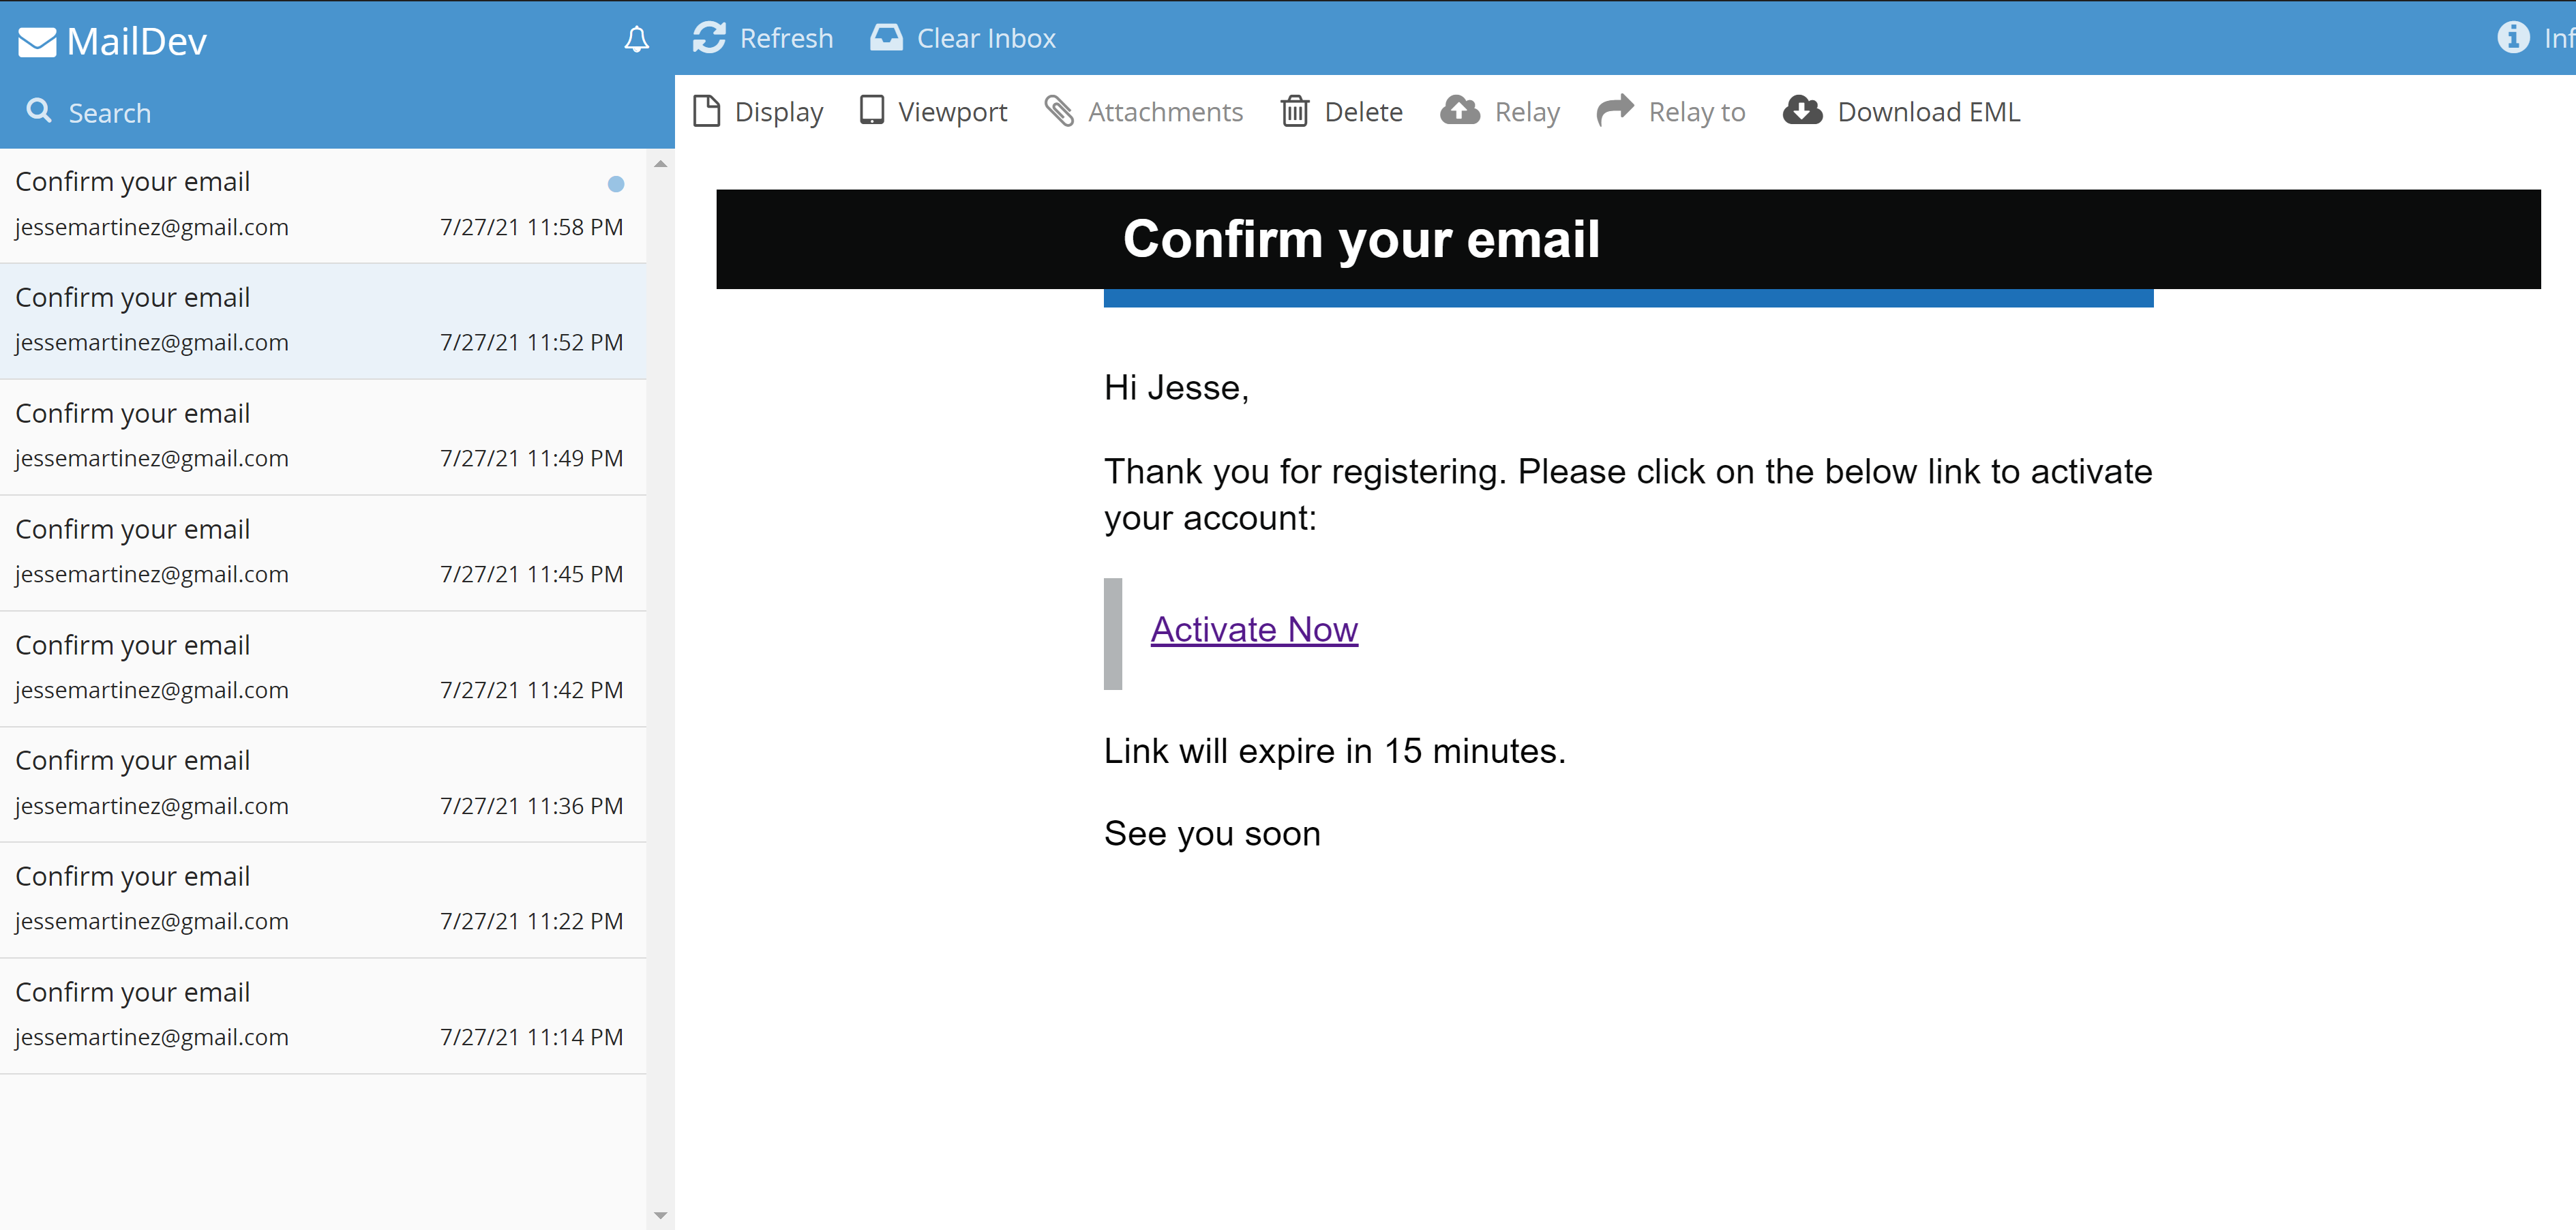 MailDev
Refresh
Clear Inbox
Inf
Search
Display
Viewport
Attachments
Delete
Relay
Relay to
Download EML
Confirm your email
jessemartinez@gmail.com 7/27/21 11:58 PM
Confirm your email
jessemartinez@gmail.com 7/27/21 11:52 PM
Confirm your email
jessemartinez@gmail.com 7/27/21 11:49 PM
Confirm your email
jessemartinez@gmail.com 7/27/21 11:45 PM
Confirm your email
jessemartinez@gmail.com 7/27/21 11:42 PM
Confirm your email
jessemartinez@gmail.com 7/27/21 11:36 PM
Confirm your email
jessemartinez@gmail.com 7/27/21 11:22 PM
Confirm your email
jessemartinez@gmail.com 7/27/21 11:14 PM
Confirm your email
Hi Jesse,
Thank you for registering. Please click on the below link to activate
your account:
Activate Now
Link will expire in 15 minutes.
See you soon